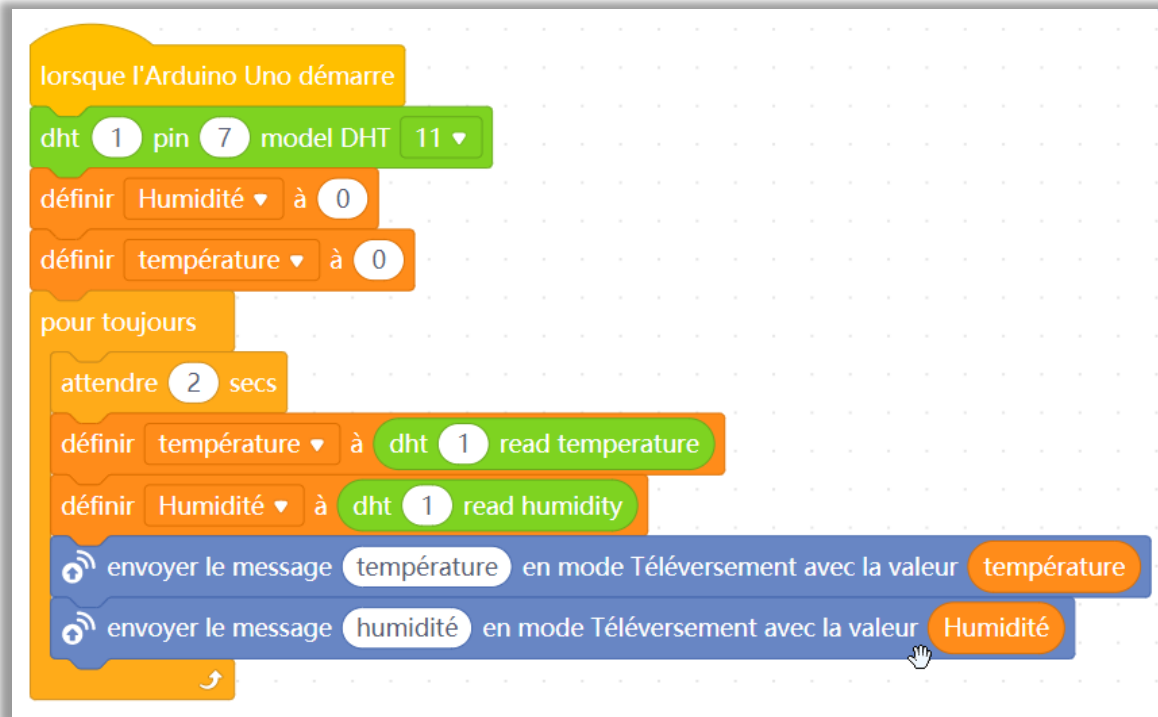 lorsque l'Arduino Uno démarre
dht 1 pin 7 model DHT 11
définir Humidité à 0
définir température à 0
pour toujours
attendre 2 secs
définir température à dht 1 read temperature
définir Humidité à dht 1 read humidity
envoyer le message température en mode Téléversement avec la valeur température
envoyer le message humidité en mode Téléversement avec la valeur Humidité